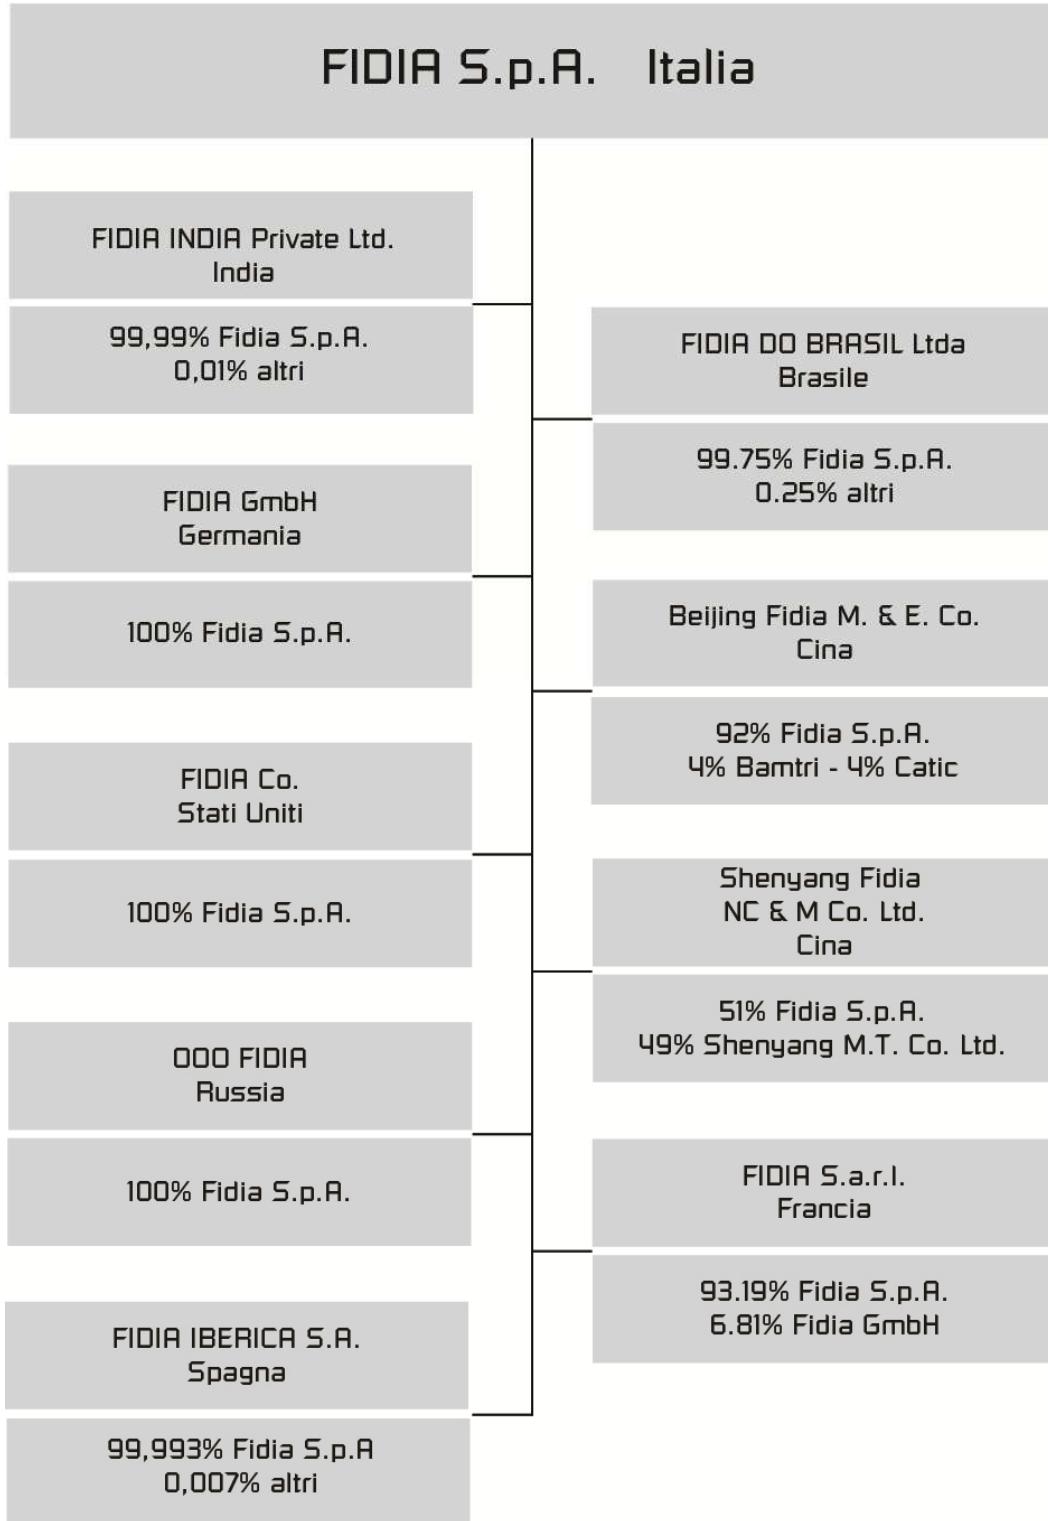 FIDIA S.p.A. Italia
FIDIA INDIA Private Ltd.
India
99,99% Fidia S.p.A.
0,01% altri
FIDIA GmbH
Germania
100% Fidia S.p.A.
FIDIA Co.
Stati Uniti
100% Fidia S.p.A.
OOO FIDIA
Russia
100% Fidia S.p.A.
FIDIA IBERICA S.A.
Spagna
99,993% Fidia S.p.A
0,007% altri
FIDIA DO BRASIL Ltda
Brasile
99.75% Fidia S.p.A.
0.25% altri
Beijing Fidia M. & E. Co.
Cina
92% Fidia S.p.A.
4% Bamtri - 4% Catic
Shenyang Fidia
NC & M Co. Ltd.
Cina
51% Fidia S.p.A.
49% Shenyang M.T. Co. Ltd.
FIDIA S.a.r.l.
Francia
93.19% Fidia S.p.A.
6.81% Fidia GmbH